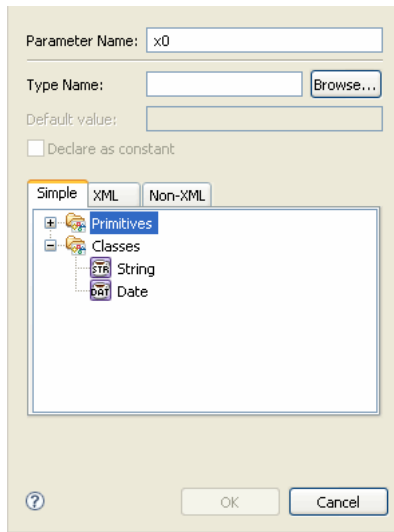 Parameter Name: x0
Type Name: Browse...
Default value:
Declare as constant
Simple XML Non-XML
Primitives
Classes
STR String
DAT Date
? OK Cancel